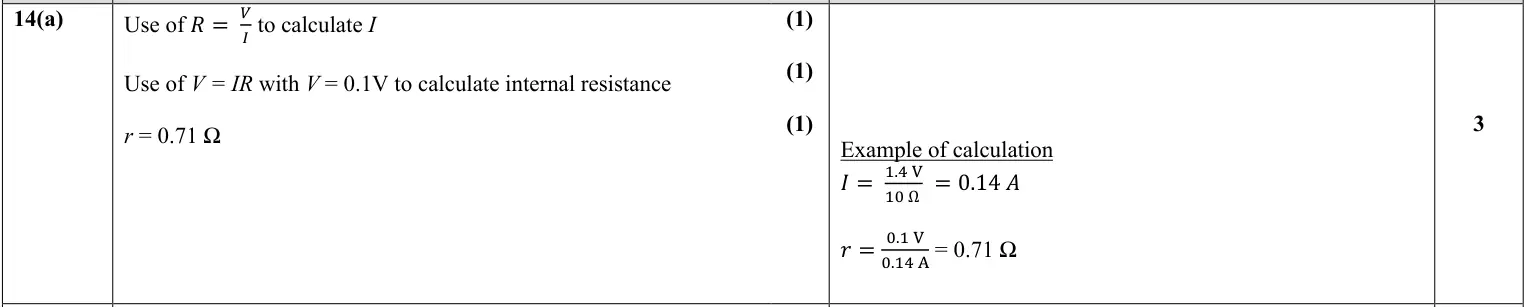 14(a)
Use of R = V/I to calculate I (1)
Use of V = IR with V = 0.1V to calculate internal resistance (1)
r = 0.71 Ω (1)
3
Example of calculation
I = 1.4 V/10 Ω = 0.14 A
r = 0.1 V/0.14 A = 0.71 Ω